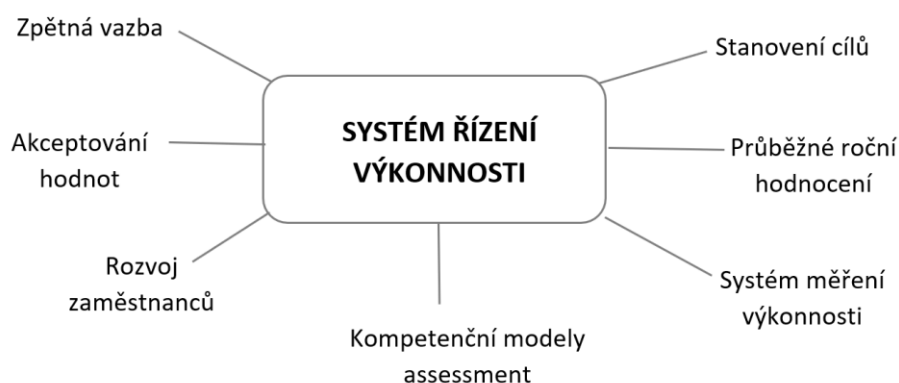 Zpětná vazba
Stanovení cílů
SYSTÉM ŘÍZENÍ
VÝKONNOSTI
Akceptování
hodnot
Průběžné roční
hodnocení
Rozvoj
zaměstnanců
Systém měření
výkonnosti
Kompetenční modely
assessment